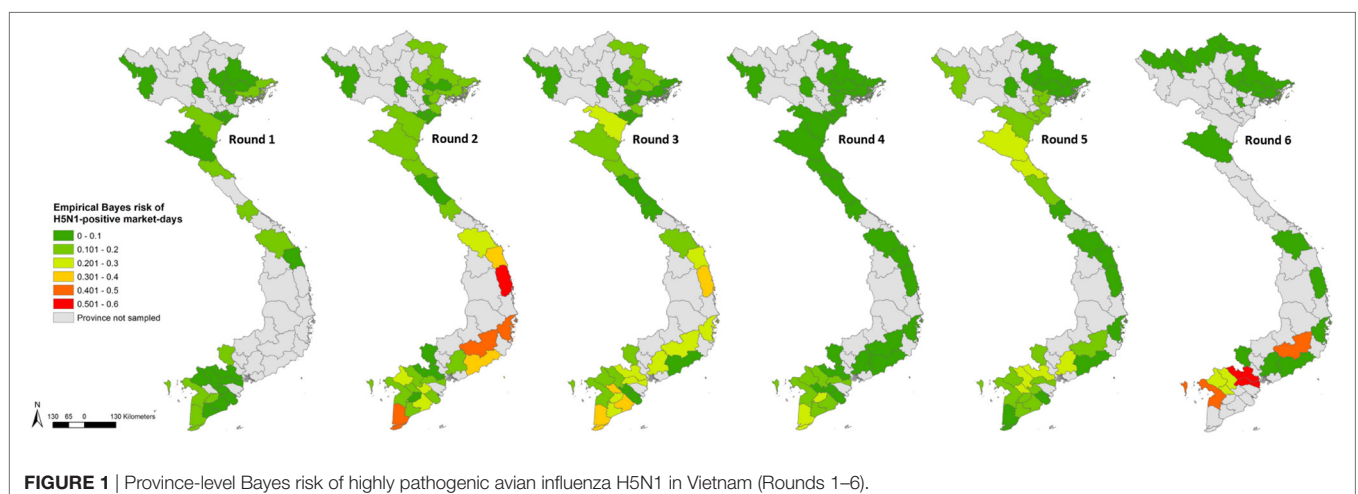 Round 1
Round 2
Round 3
Round 4
Round 5
Round 6
Empirical Bayes risk of
H5N1-positive market-days
0 - 0.1
0.101 - 0.2
0.201 - 0.3
0.301 - 0.4
0.401 - 0.5
0.501 - 0.6
Province not sampled
N
130 65 0 130 Kilometers
FIGURE 1 | Province-level Bayes risk of highly pathogenic avian influenza H5N1 in Vietnam (Rounds 1–6).